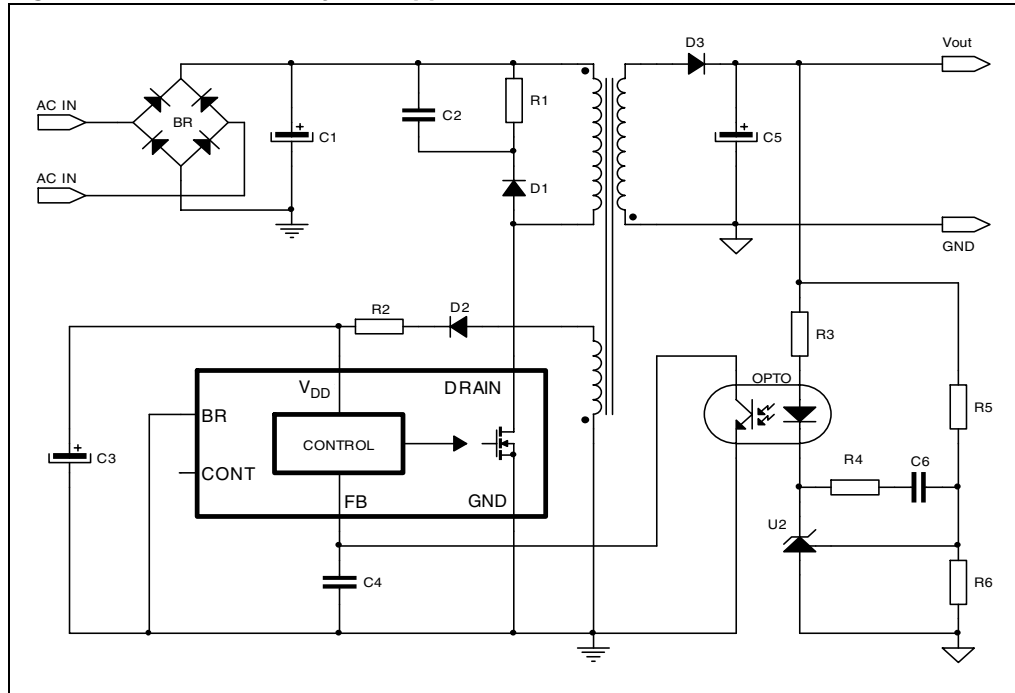 D3
Vout
AC IN
BR
C1
+
C2
R1
C5
+
AC IN
D1
GND
R2
D2
R3
VDD
DRAIN
OPTO
BR
R5
CONTROL
C3
+
CONT
R4
C6
FB
GND
U2
C4
R6